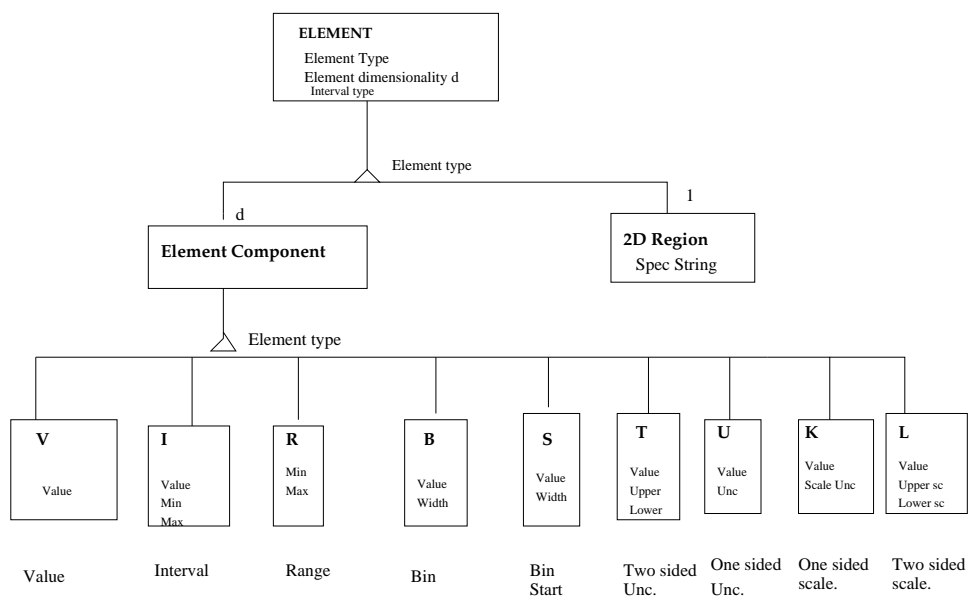 ELEMENT
Element Type
Element dimensionality d
Interval type
Element type
d
1
Element Component
2D Region
Spec String
Element type
V
Value
I
Value
Min
Max
R
Min
Max
B
Value
Width
S
Value
Width
T
Value
Upper
Lower
U
Value
Unc
K
Value
Scale Unc
L
Value
Upper sc
Lower sc
Value
Interval
Range
Bin
Bin
Start
Two sided
Unc.
One sided
Unc.
One sided
scale.
Two sided
scale.